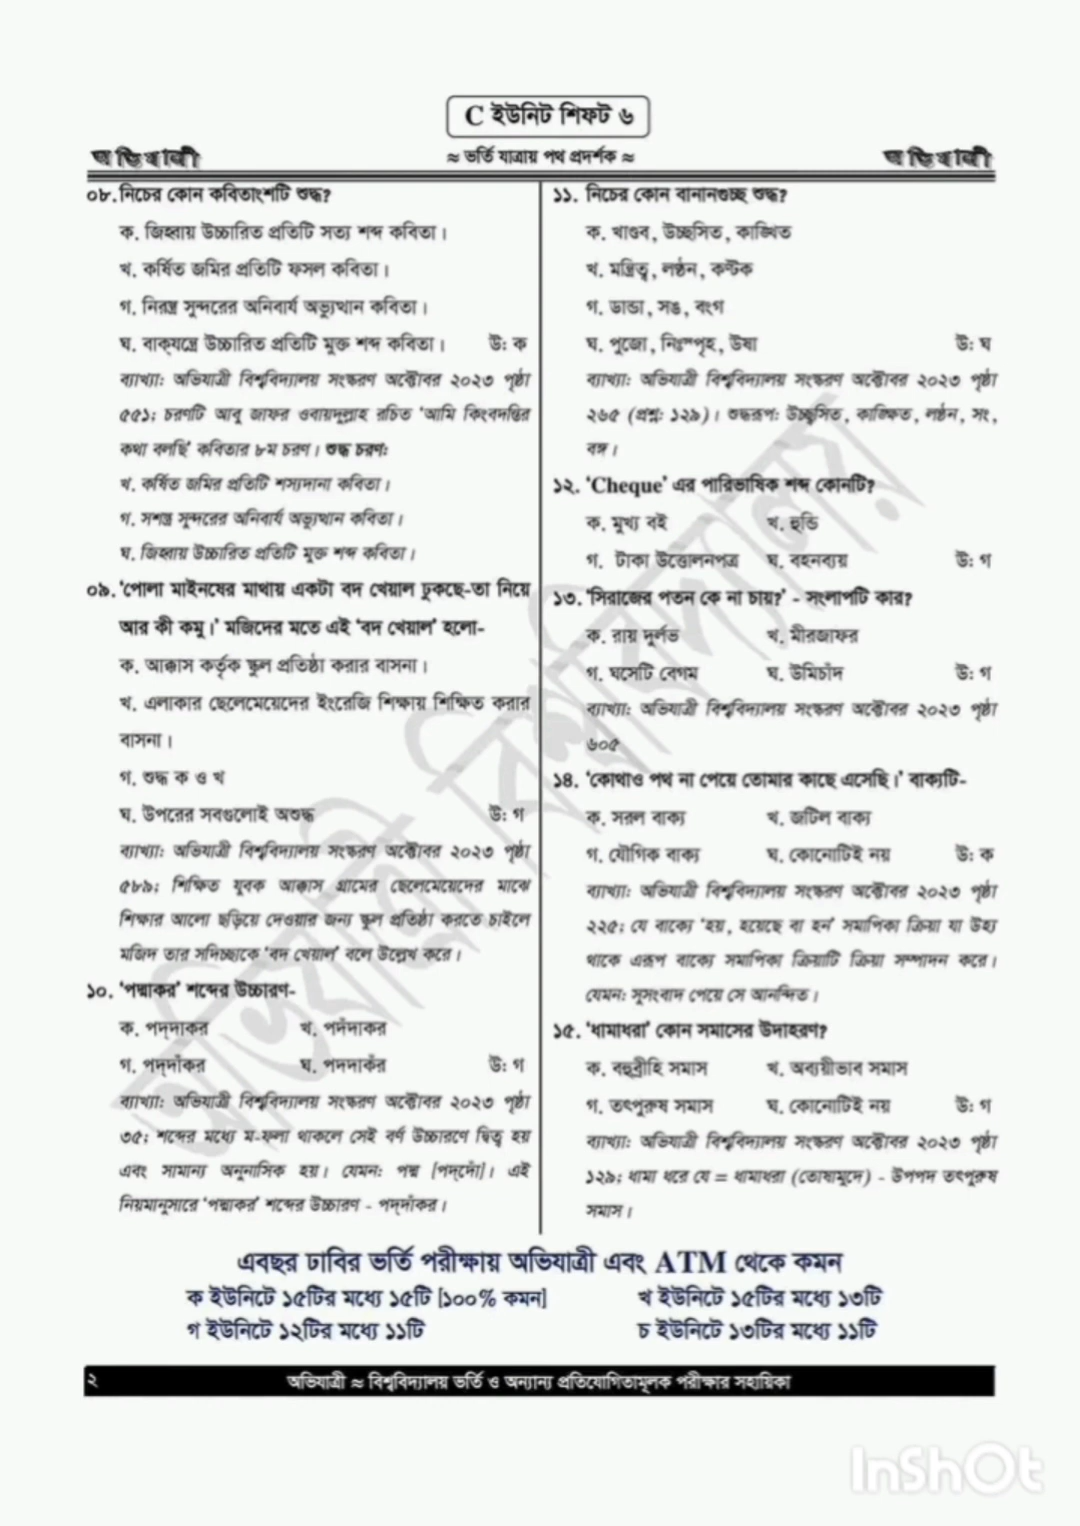 C ইউনিট শিফট ৬
অভিযাত্রী
≈ ভর্তি যাত্রায় পথ প্রদর্শক ≈
অভিযাত্রী
০৮. নিচের কোন কবিতাংশটি শুদ্ধ?
ক. জিহ্বায় উচ্চারিত প্রতিটি সত্য শব্দ কবিতা।
খ. কর্ষিত জমির প্রতিটি ফসল কবিতা।
গ. নিরস্ত্র সুন্দরের অনিবার্য অভ্যুত্থান কবিতা।
ঘ. বাক্‌যন্ত্রে উচ্চারিত প্রতিটি মুক্ত শব্দ কবিতা। উ: ক
ব্যাখ্যা: অভিযাত্রী বিশ্ববিদ্যালয় সংস্করণ অক্টোবর ২০২৩ পৃষ্ঠা
৫৫১; চরণটি আবু জাফর ওবায়দুল্লাহ রচিত ‘আমি কিংবদন্তির
কথা বলছি’ কবিতার ৮ম চরণ। শুদ্ধ চরণ:
খ. কর্ষিত জমির প্রতিটি শস্যদানা কবিতা।
গ. সশস্ত্র সুন্দরের অনিবার্য অভ্যুত্থান কবিতা।
ঘ. জিহ্বায় উচ্চারিত প্রতিটি মুক্ত শব্দ কবিতা।
০৯. ‘পোলা মাইনষের মাথায় একটা বদ খেয়াল ঢুকছে-তা নিয়ে
আর কী কমু।’ মজিদের মতে এই ‘বদ খেয়াল’ হলো-
ক. আক্কাস কর্তৃক স্কুল প্রতিষ্ঠা করার বাসনা।
খ. এলাকার ছেলেমেয়েদের ইংরেজি শিক্ষায় শিক্ষিত করার
বাসনা।
গ. শুদ্ধ ক ও খ
ঘ. উপরের সবগুলোই অশুদ্ধ উ: গ
ব্যাখ্যা: অভিযাত্রী বিশ্ববিদ্যালয় সংস্করণ অক্টোবর ২০২৩ পৃষ্ঠা
৫৮৯; শিক্ষিত যুবক আক্কাস গ্রামের ছেলেমেয়েদের মাঝে
শিক্ষার আলো ছড়িয়ে দেওয়ার জন্য স্কুল প্রতিষ্ঠা করতে চাইলে
মজিদ তার সদিচ্ছাকে ‘বদ খেয়াল’ বলে উল্লেখ করে।
১০. ‘পদ্মাকর’ শব্দের উচ্চারণ-
ক. পদ্‌দাকর খ. পদঁদাকর
গ. পদ্‌দাঁকর ঘ. পদদাকঁর উ: গ
ব্যাখ্যা: অভিযাত্রী বিশ্ববিদ্যালয় সংস্করণ অক্টোবর ২০২৩ পৃষ্ঠা
৩৫; শব্দের মধ্যে ম-ফলা থাকলে সেই বর্ণ উচ্চারণে দ্বিত্ব হয়
এবং সামান্য অনুনাসিক হয়। যেমন: পদ্ম [পদ্‌দোঁ]। এই
নিয়মানুসারে ‘পদ্মাকর’ শব্দের উচ্চারণ - পদ্‌দাঁকর।
১১. নিচের কোন বানানগুচ্ছ শুদ্ধ?
ক. খাণ্ডব, উচ্ছসিত, কাঙ্খিত
খ. মন্ত্রিত্ব, লণ্ঠন, কণ্টক
গ. ডান্ডা, সঙ, বংগ
ঘ. পুজো, নিঃস্পৃহ, উষা উ: ঘ
ব্যাখ্যা: অভিযাত্রী বিশ্ববিদ্যালয় সংস্করণ অক্টোবর ২০২৩ পৃষ্ঠা
২৬৫ (প্রশ্ন: ১২৯)। শুদ্ধরূপ: উচ্ছ্বসিত, কাঙ্ক্ষিত, লণ্ঠন, সং,
বঙ্গ।
১২. ‘Cheque’ এর পারিভাষিক শব্দ কোনটি?
ক. মুখ্য বই খ. হুন্ডি
গ. টাকা উত্তোলনপত্র ঘ. বহনব্যয় উ: গ
১৩. ‘সিরাজের পতন কে না চায়?’ - সংলাপটি কার?
ক. রায় দুর্লভ খ. মীরজাফর
গ. ঘসেটি বেগম ঘ. উমিচাঁদ উ: গ
ব্যাখ্যা: অভিযাত্রী বিশ্ববিদ্যালয় সংস্করণ অক্টোবর ২০২৩ পৃষ্ঠা
৬০৫
১৪. ‘কোথাও পথ না পেয়ে তোমার কাছে এসেছি।’ বাক্যটি-
ক. সরল বাক্য খ. জটিল বাক্য
গ. যৌগিক বাক্য ঘ. কোনোটিই নয় উ: ক
ব্যাখ্যা: অভিযাত্রী বিশ্ববিদ্যালয় সংস্করণ অক্টোবর ২০২৩ পৃষ্ঠা
২২৫; যে বাক্যে ‘হয়, হয়েছে বা হন’ সমাপিকা ক্রিয়া যা উহ্য
থাকে এরূপ বাক্যে সমাপিকা ক্রিয়াটি ক্রিয়া সম্পাদন করে।
যেমন: সুসংবাদ পেয়ে সে আনন্দিত।
১৫. ‘ধামাধরা’ কোন সমাসের উদাহরণ?
ক. বহুব্রীহি সমাস খ. অব্যয়ীভাব সমাস
গ. তৎপুরুষ সমাস ঘ. কোনোটিই নয় উ: গ
ব্যাখ্যা: অভিযাত্রী বিশ্ববিদ্যালয় সংস্করণ অক্টোবর ২০২৩ পৃষ্ঠা
১২৯; ধামা ধরে যে = ধামাধরা (তোষামুদে) - উপপদ তৎপুরুষ
সমাস।
অভিযাত্রী বিশ্ববিদ্যালয়
এবছর ঢাবির ভর্তি পরীক্ষায় অভিযাত্রী এবং ATM থেকে কমন
ক ইউনিটে ১৫টির মধ্যে ১৫টি [১০০% কমন] খ ইউনিটে ১৫টির মধ্যে ১৩টি
গ ইউনিটে ১২টির মধ্যে ১১টি চ ইউনিটে ১৩টির মধ্যে ১১টি
২ অভিযাত্রী ≈ বিশ্ববিদ্যালয় ভর্তি ও অন্যান্য প্রতিযোগিতামূলক পরীক্ষার সহায়িকা
InShOt